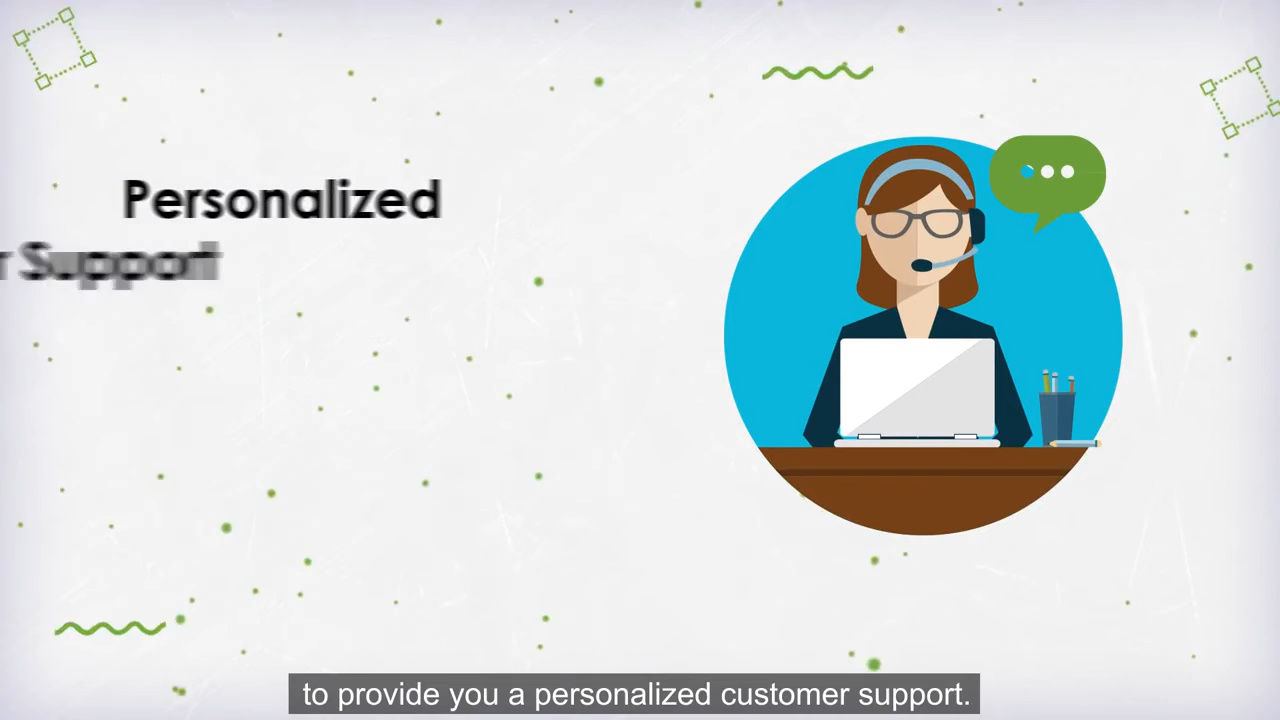 Personalized
r Support
to provide you a personalized customer support.